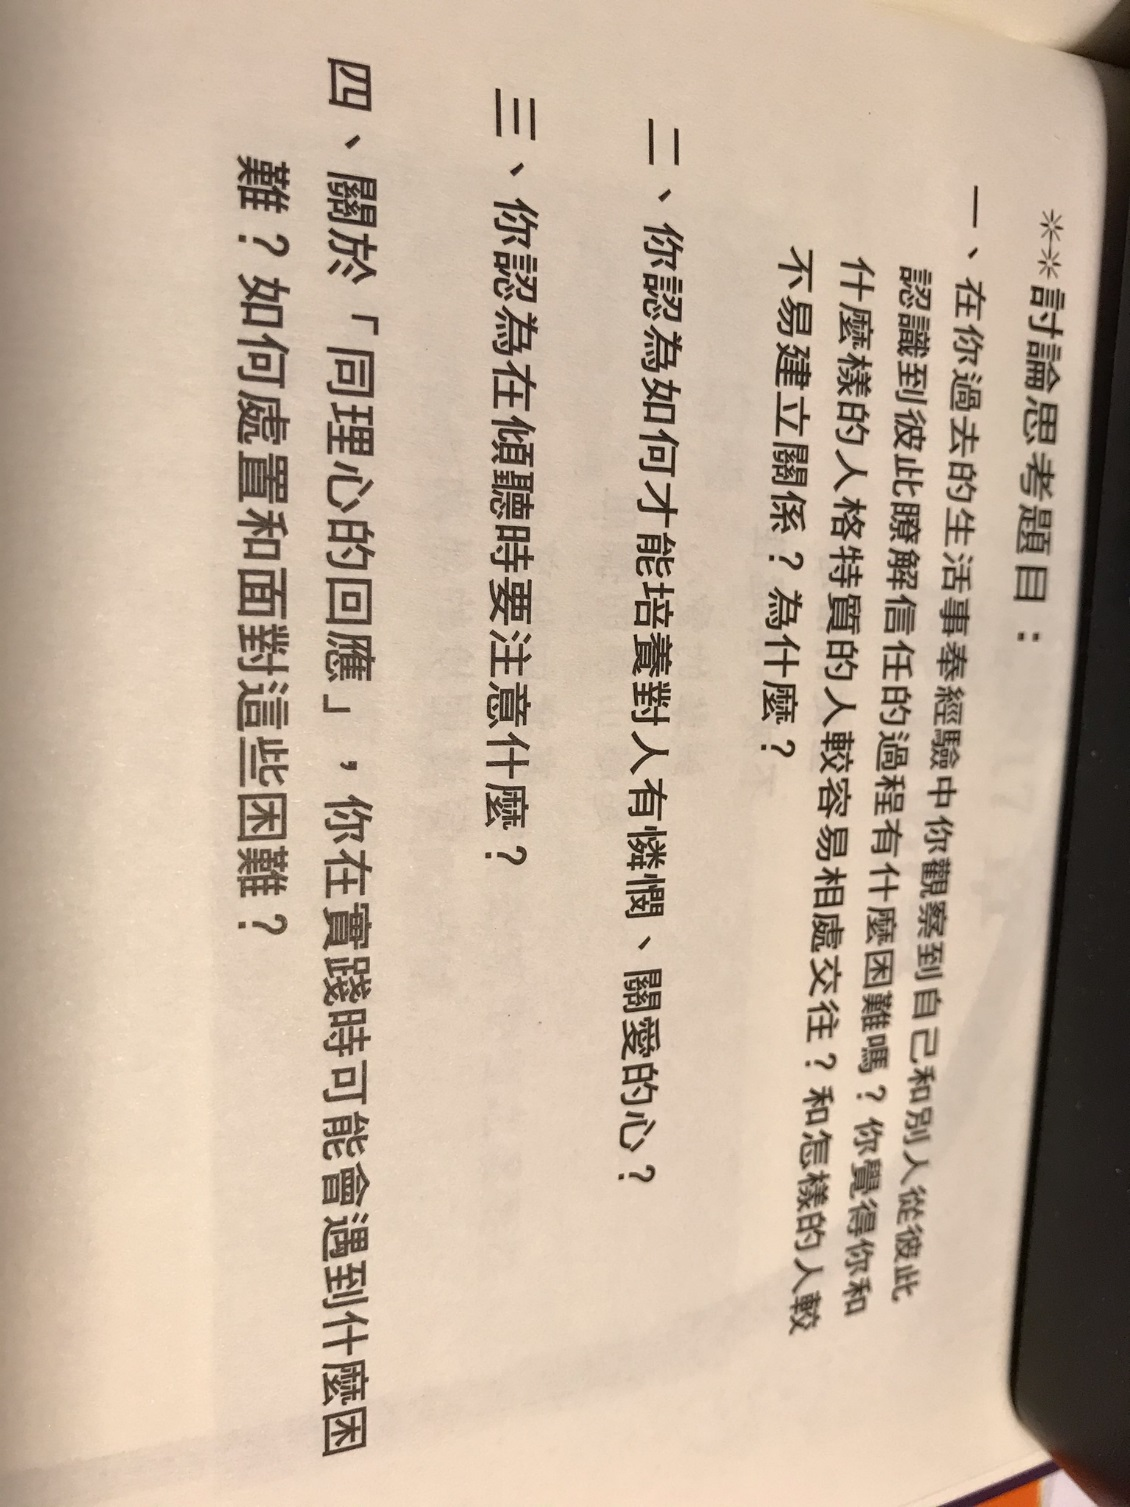 ※※討論思考題目：
一、在你過去的生活事奉經驗中你觀察到自己和別人從彼此
認識到彼此瞭解信任的過程有什麼困難嗎？你覺得你和
什麼樣的人格特質的人較容易相處交往？和怎樣的人較
不易建立關係？為什麼？
二、你認為如何才能培養對人有憐憫、關愛的心？
三、你認為在傾聽時要注意什麼？
四、關於「同理心的回應」，你在實踐時可能會遇到什麼困
難？如何處置和面對這些困難？